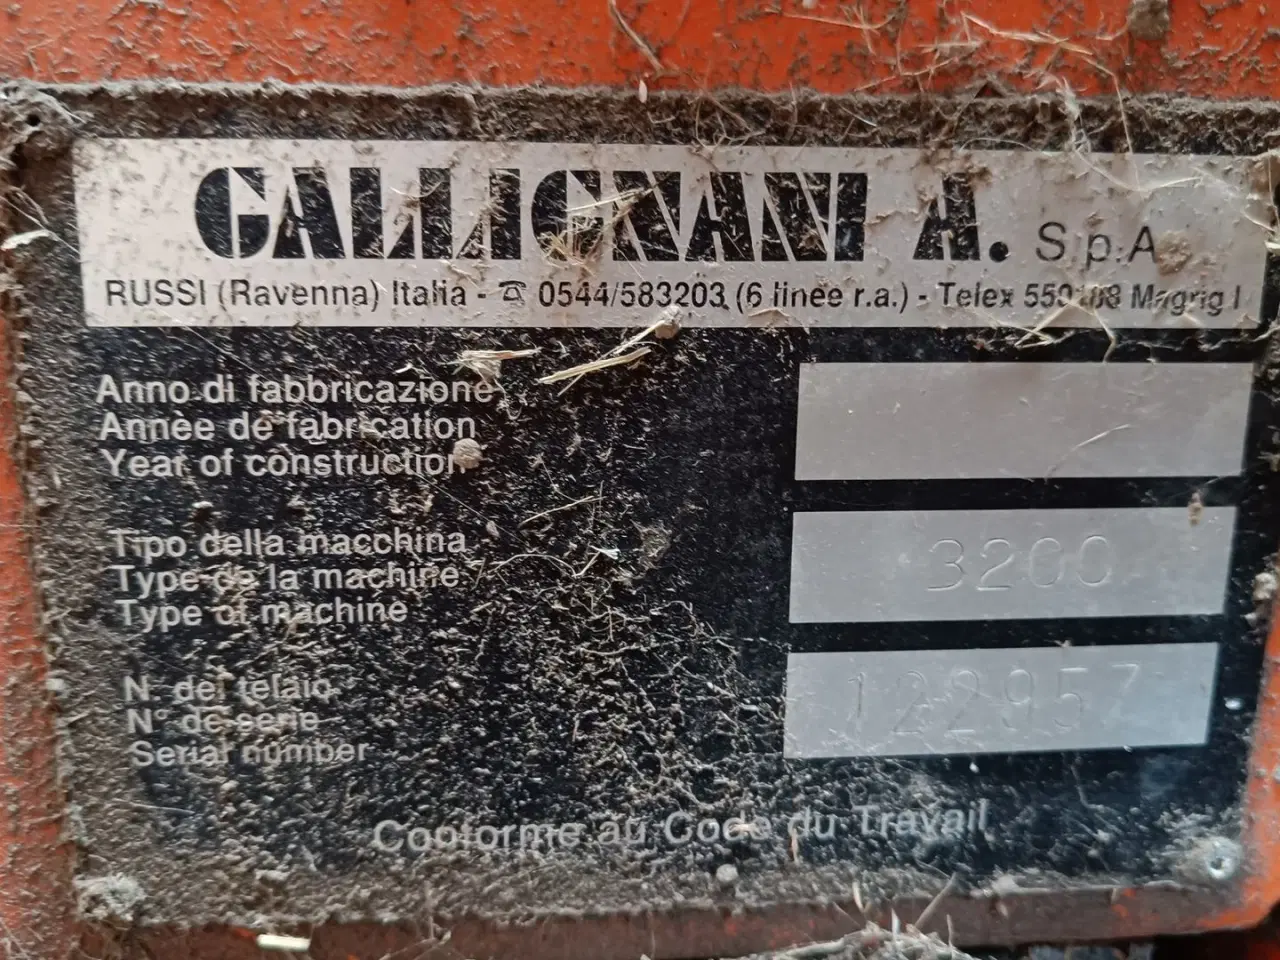 GALLIGNANI A. S.p.A
RUSSI (Ravenna) Italia - ☎ 0544/583203 (6 linee r.a.) - Telex Magrig I
Anno di fabbricazione
Annèe de fabrication
Year of construction
Tipo della macchina
Type de la machine
Type of machine
3200
N. del telaio
N° de serie
Serial number
122957
Conforme au Code du Travail